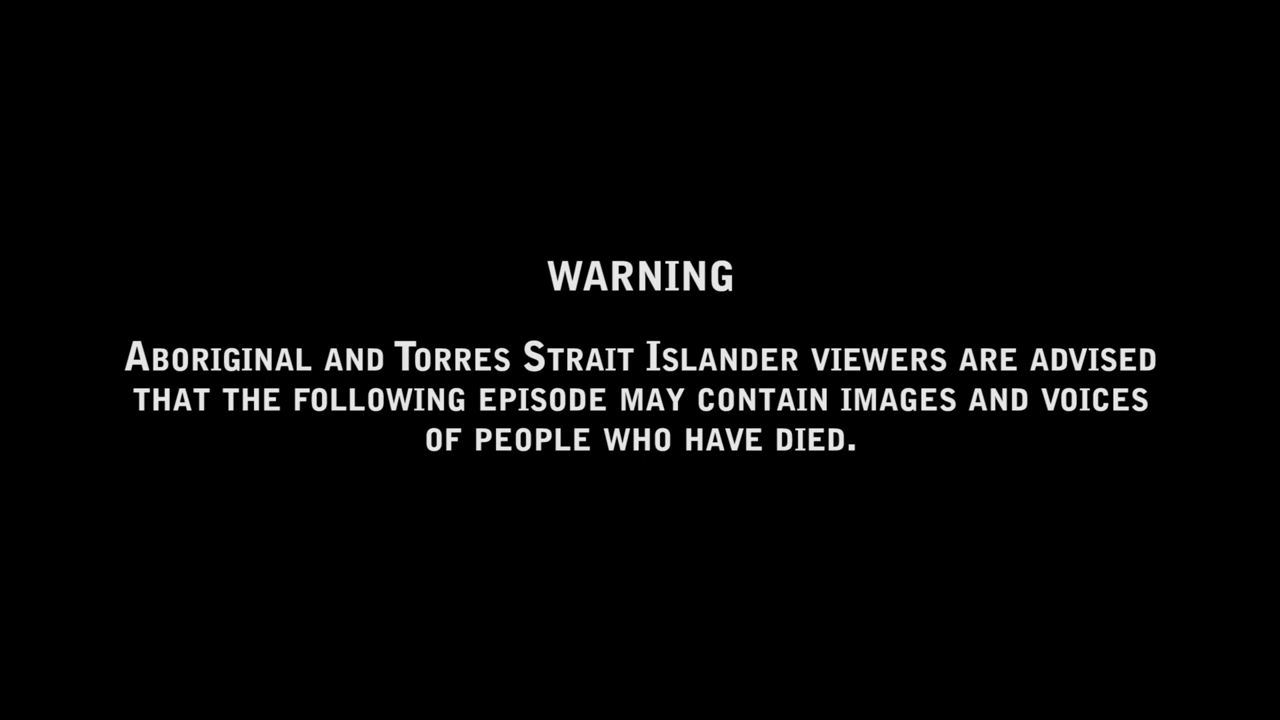 WARNING
ABORIGINAL AND TORRES STRAIT ISLANDER VIEWERS ARE ADVISED
THAT THE FOLLOWING EPISODE MAY CONTAIN IMAGES AND VOICES
OF PEOPLE WHO HAVE DIED.